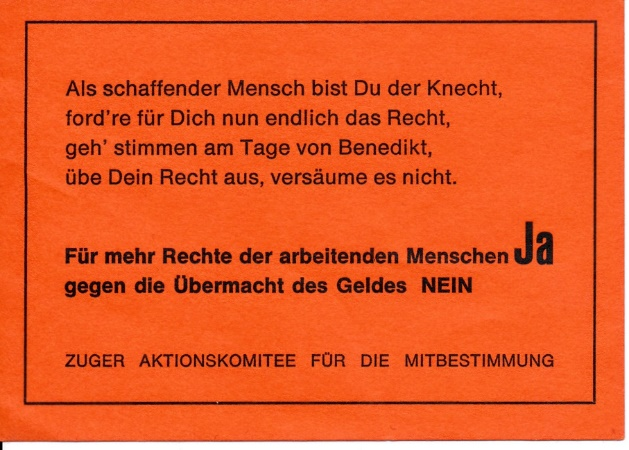 Als schaffender Mensch bist Du der Knecht,
ford're für Dich nun endlich das Recht,
geh' stimmen am Tage von Benedikt,
übe Dein Recht aus, versäume es nicht.
Für mehr Rechte der arbeitenden Menschen Ja
gegen die Übermacht des Geldes NEIN
ZUGER AKTIONSKOMITEE FÜR DIE MITBESTIMMUNG